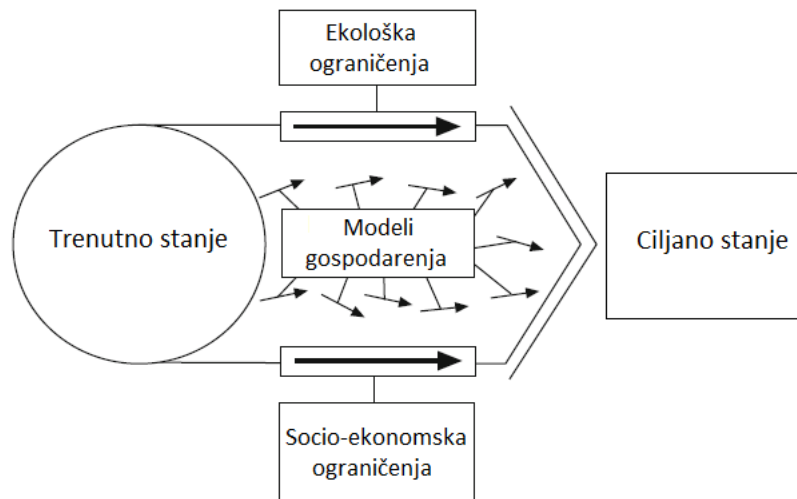 Ekološka
ograničenja
Trenutno stanje
Modeli
gospodarenja
Ciljano stanje
Socio-ekonomska
ograničenja